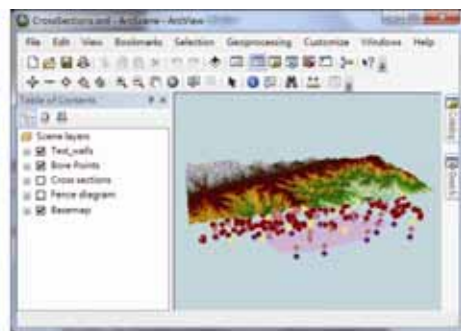 CrossSections.sxd - ArcScene - ArcView
File Edit View Bookmarks Selection Geoprocessing Customize Windows Help
Table Of Contents
Scene layers
Test_wells
Bore Points
Cross sections
Fence diagram
Basemap
Catalog